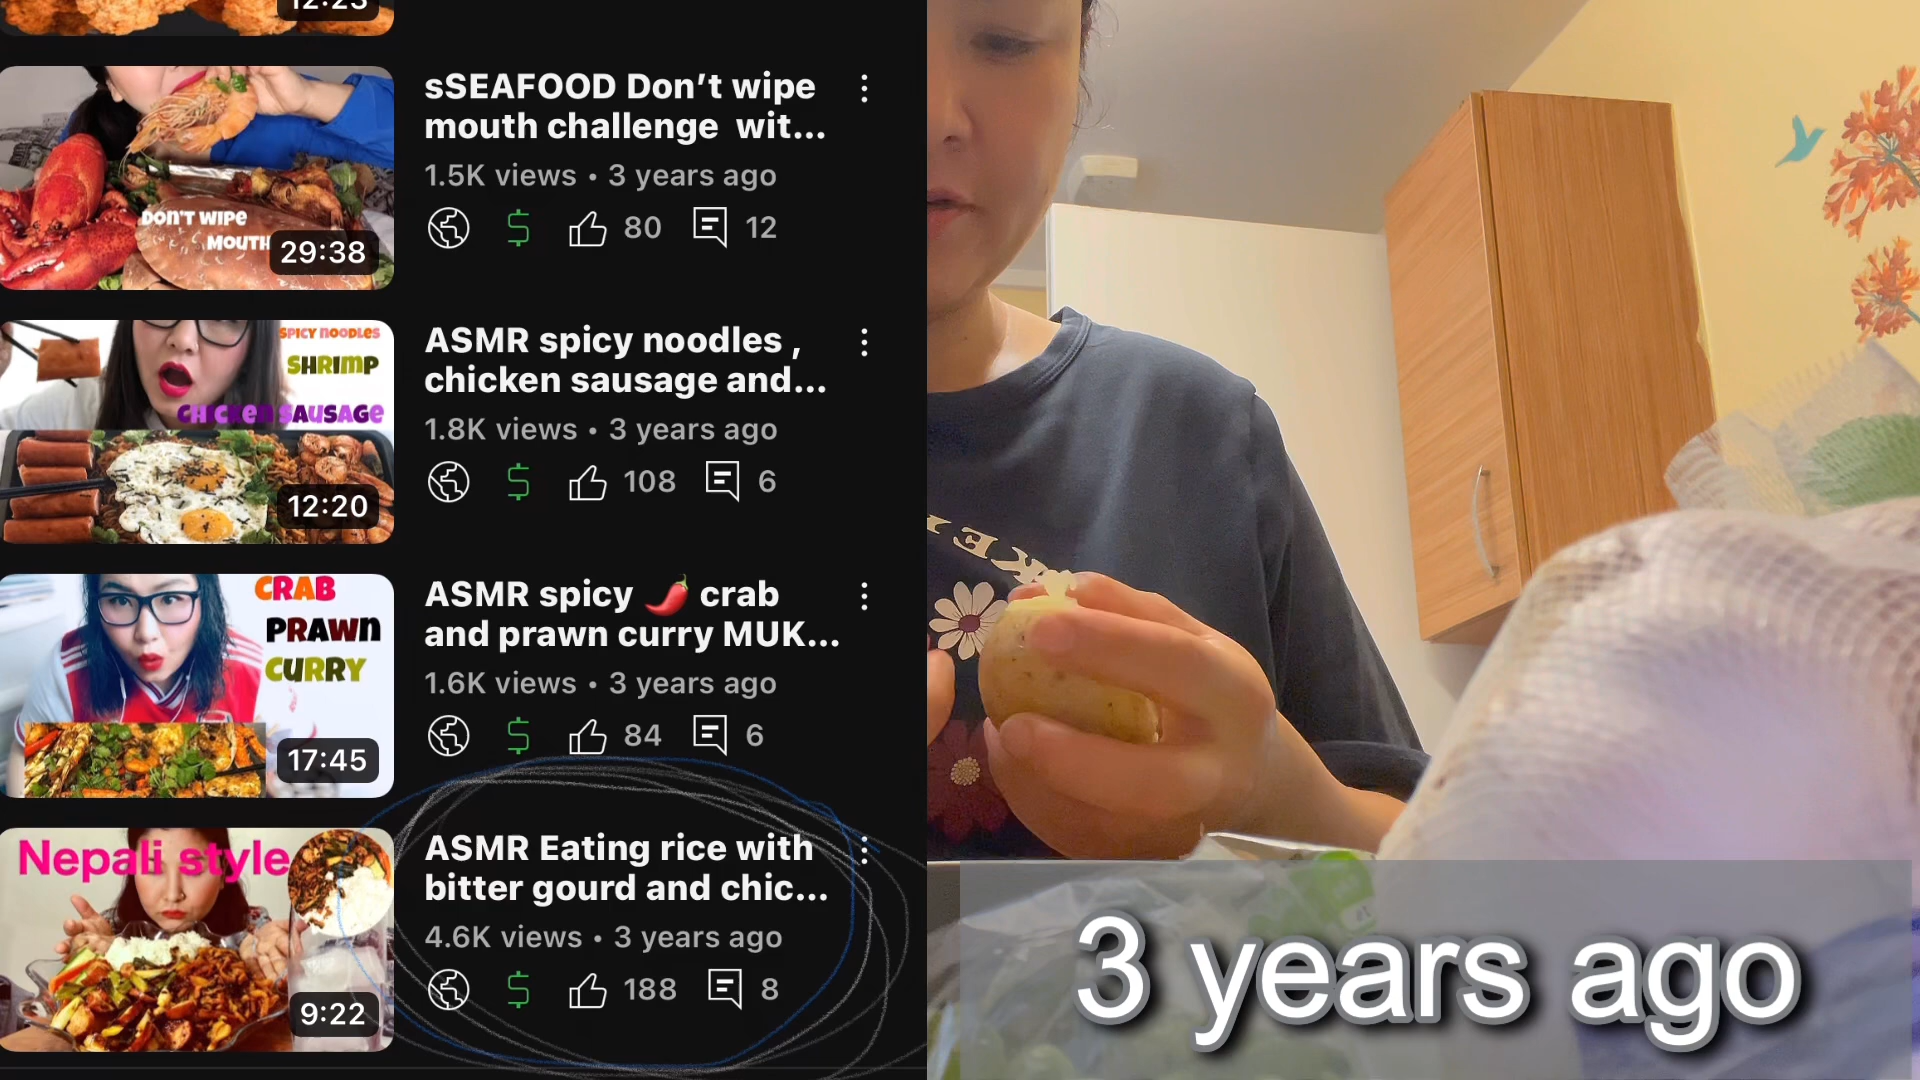 12:23
sSEAFOOD Don't wipe
mouth challenge wit...
1.5K views • 3 years ago
80 12
DON'T WIPE
MOUTH
29:38
ASMR spicy noodles ,
chicken sausage and...
1.8K views • 3 years ago
108 6
SPICY NOODLES
SHRIMP
CHICKEN SAUSAGE
12:20
ASMR spicy 🌶️ crab
and prawn curry MUK...
1.6K views • 3 years ago
84 6
CRAB
PRAWN
CURRY
17:45
ASMR Eating rice with
bitter gourd and chic...
4.6K views • 3 years ago
188 8
Nepali style
9:22
3 years ago